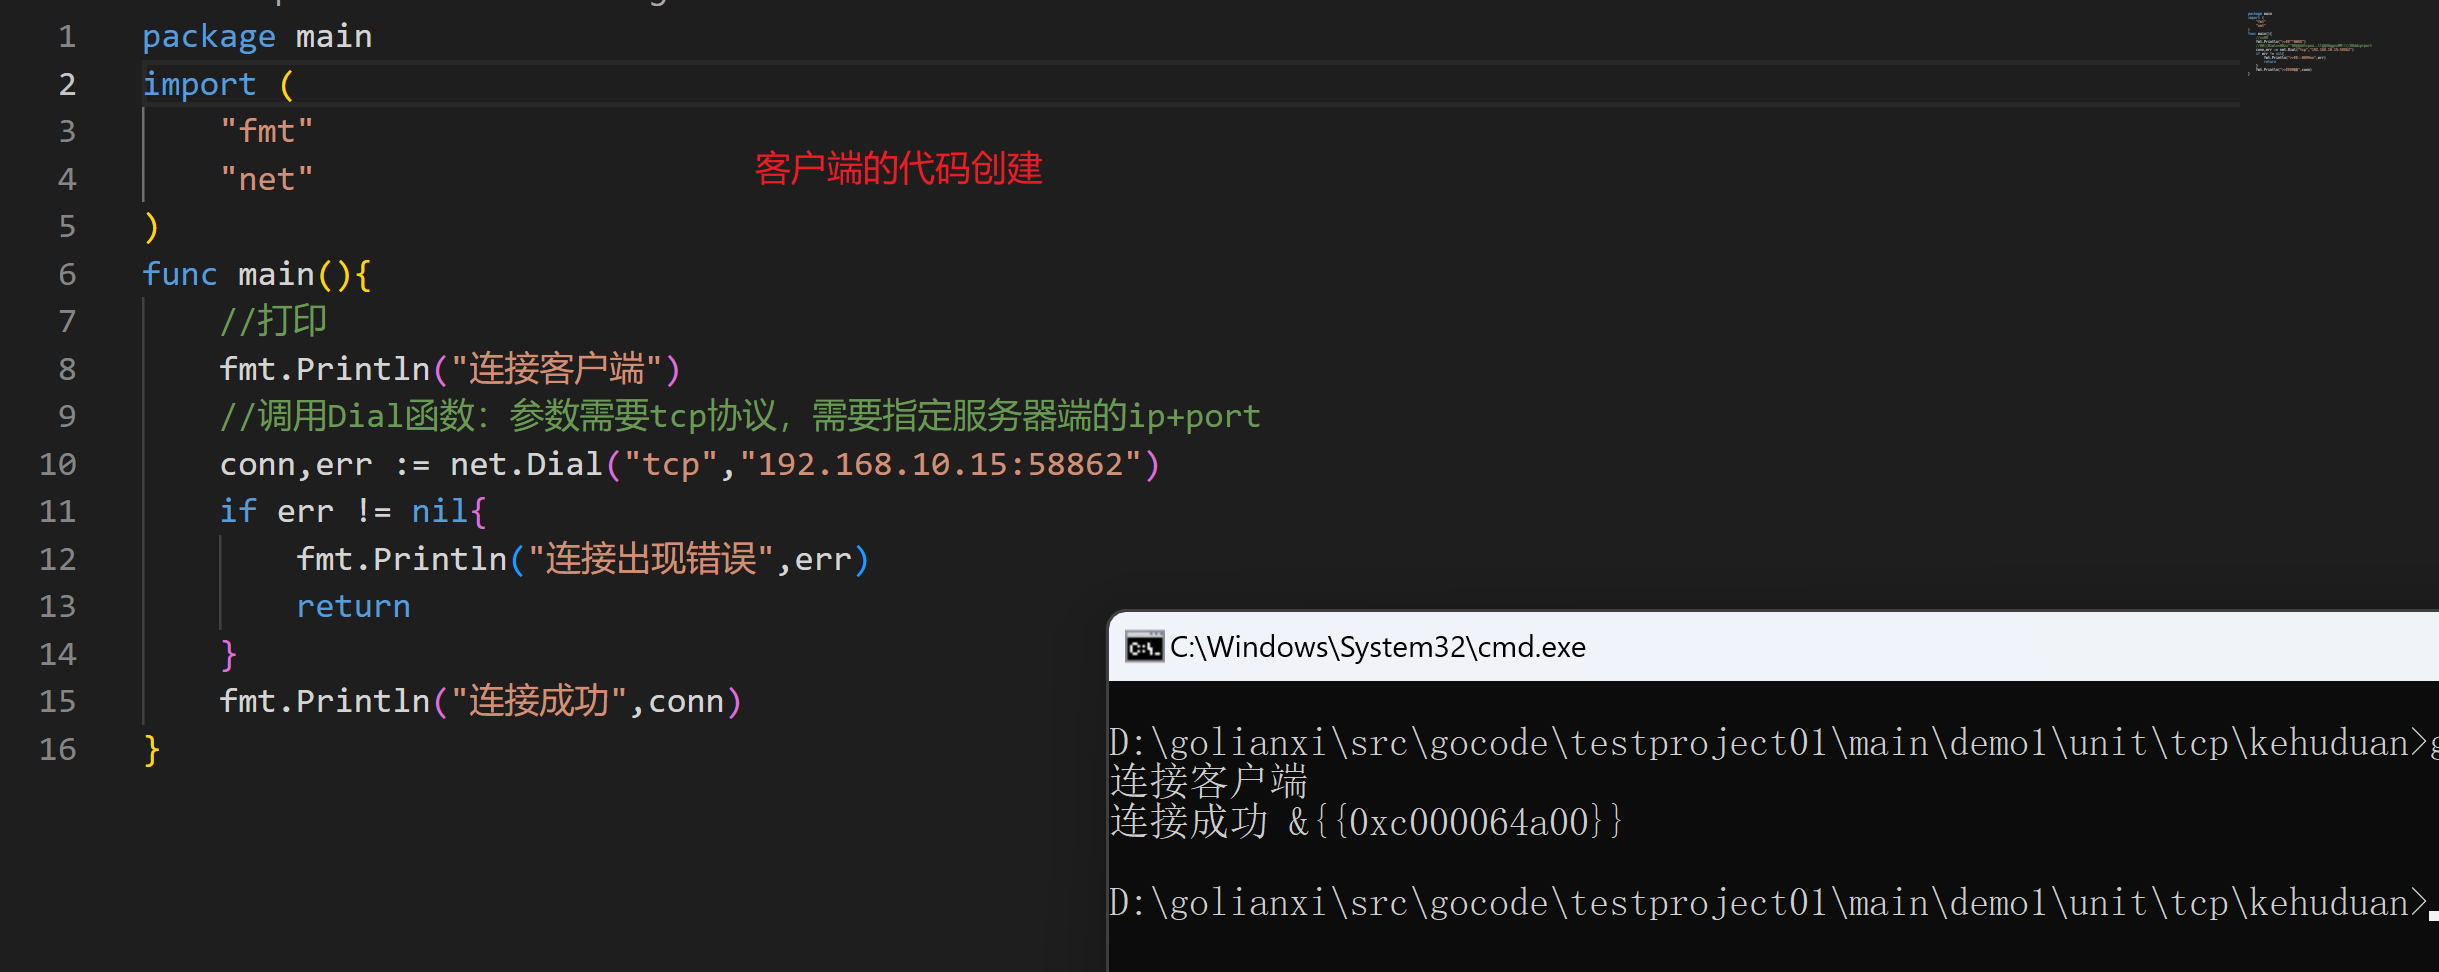 1 package main
2 import (
3 "fmt"
4 "net"
客户端的代码创建
5 )
6 func main(){
7 //打印
8 fmt.Println("连接客户端")
9 //调用Dial函数：参数需要tcp协议，需要指定服务器端的ip+port
10 conn,err := net.Dial("tcp","192.168.10.15:58862")
11 if err != nil{
12 fmt.Println("连接出现错误",err)
13 return
14 }
15 fmt.Println("连接成功",conn)
16 }
C:\Windows\System32\cmd.exe
D:\golianxi\src\gocode\testproject01\main\demo1\unit\tcp\kehuduan>g
连接客户端
连接成功 &{{0xc000064a00}}
D:\golianxi\src\gocode\testproject01\main\demo1\unit\tcp\kehuduan>